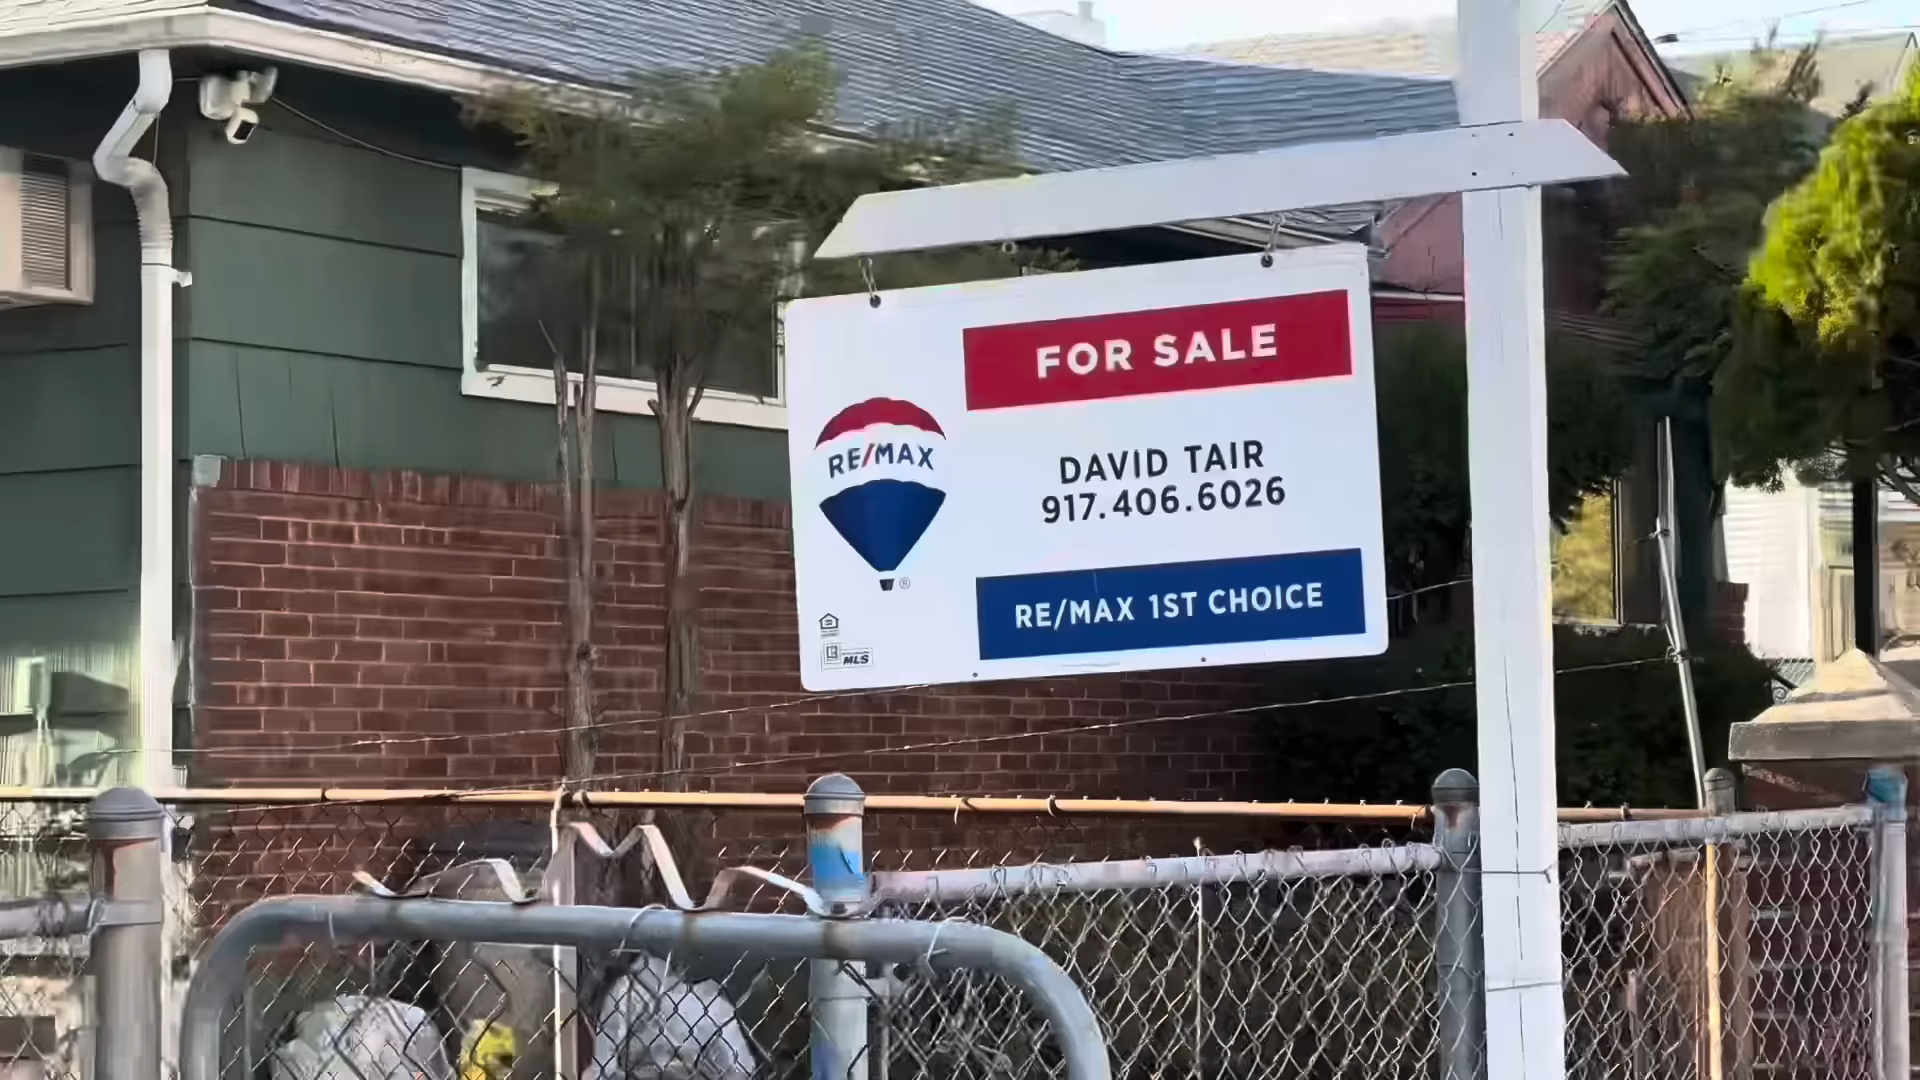 FOR SALE
RE/MAX
DAVID TAIR
917.406.6026
®
RE/MAX 1ST CHOICE
R
MLS